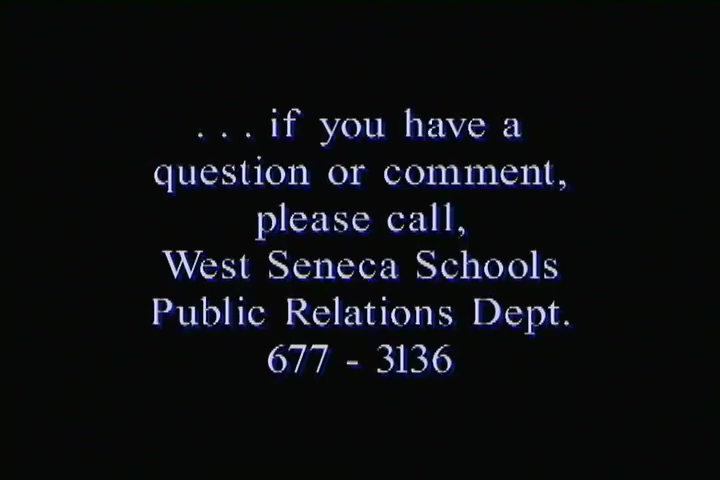 . . . if you have a
question or comment,
please call,
West Seneca Schools
Public Relations Dept.
677 - 3136